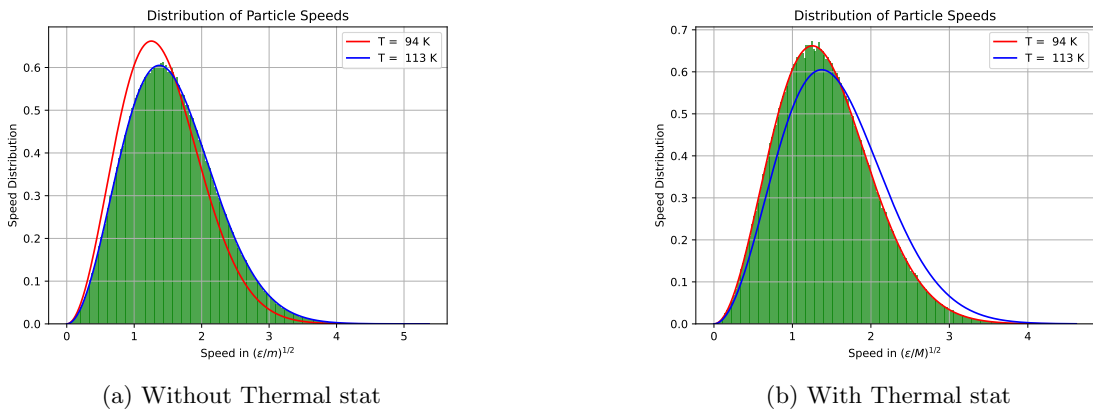 Distribution of Particle Speeds
T = 94 K
T = 113 K
Speed Distribution
0.6
0.5
0.4
0.3
0.2
0.1
0.0
0 1 2 3 4 5
Speed in (ε/m)^{1/2}
(a) Without Thermal stat
Distribution of Particle Speeds
T = 94 K
T = 113 K
Speed Distribution
0.7
0.6
0.5
0.4
0.3
0.2
0.1
0.0
0 1 2 3 4
Speed in (ε/M)^{1/2}
(b) With Thermal stat